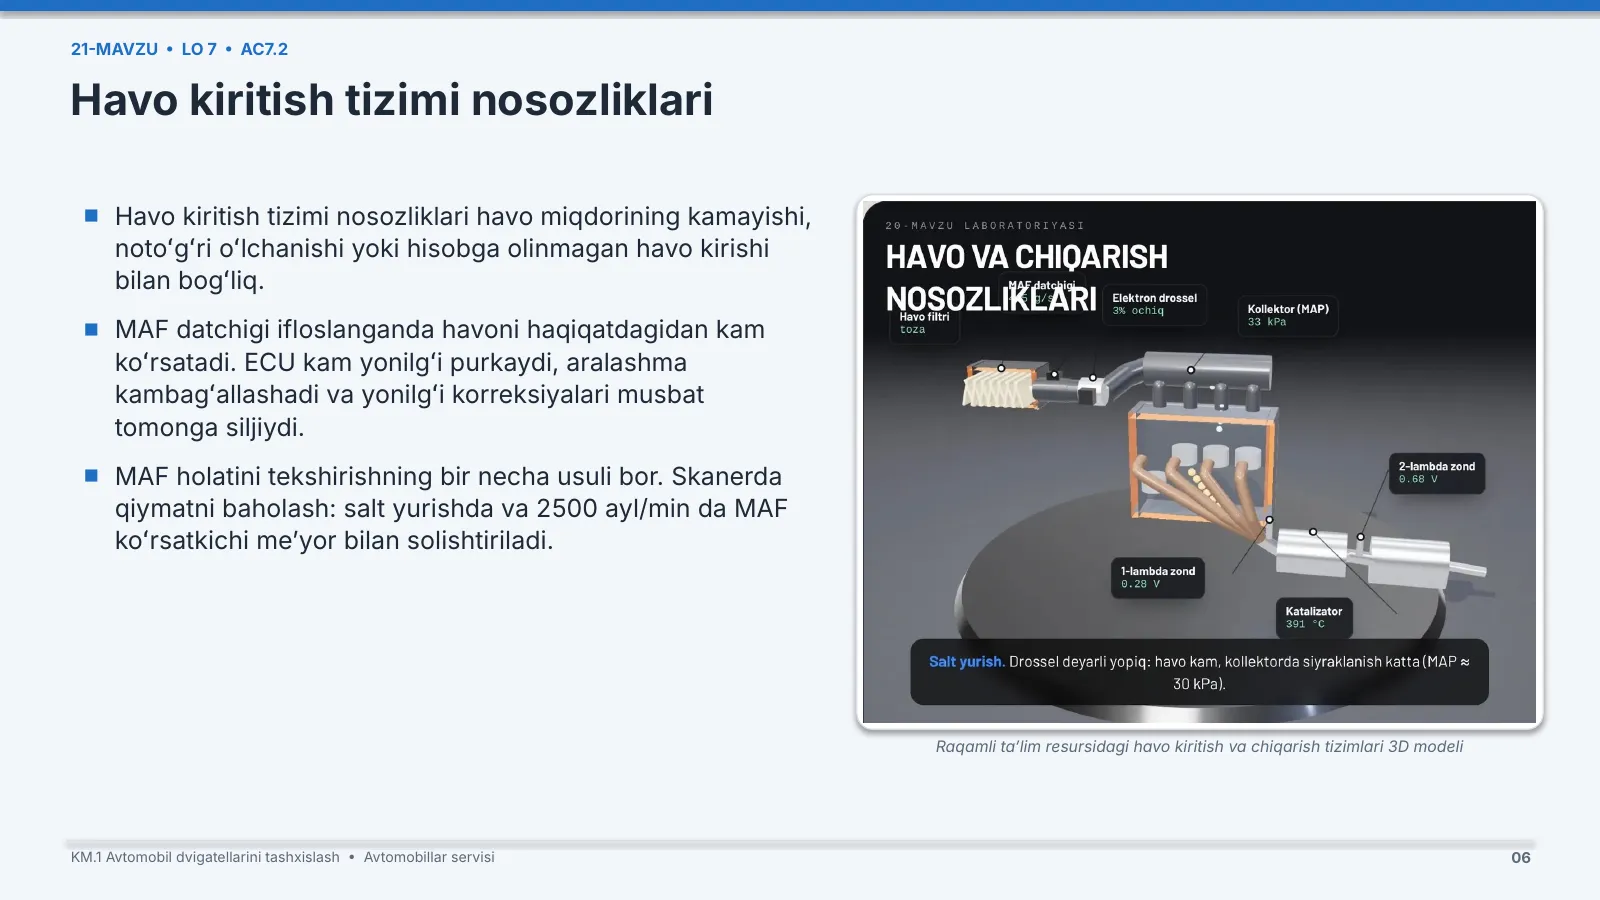 21-MAVZU • LO 7 • AC7.2
Havo kiritish tizimi nosozliklari
Havo kiritish tizimi nosozliklari havo miqdorining kamayishi,
notoʻgʻri oʻlchanishi yoki hisobga olinmagan havo kirishi
bilan bogʻliq.
MAF datchigi ifloslanganda havoni haqiqatdagidan kam
koʻrsatadi. ECU kam yonilgʻi purkaydi, aralashma
kambagʻallashadi va yonilgʻi korreksiyalari musbat
tomonga siljiydi.
MAF holatini tekshirishning bir necha usuli bor. Skanerda
qiymatni baholash: salt yurishda va 2500 ayl/min da MAF
koʻrsatkichi meʼyor bilan solishtiriladi.
20-MAVZU LABORATORIYASI
HAVO VA CHIQARISH
NOSOZLIKLARI
MAF datchigi
g/s
Havo filtri
toza
Elektron drossel
3% ochiq
Kollektor (MAP)
33 kPa
2-lambda zond
0.68 V
1-lambda zond
0.28 V
Katalizator
391 °C
Salt yurish. Drossel deyarli yopiq: havo kam, kollektorda siyraklanish katta (MAP ≈
30 kPa).
Raqamli taʼlim resursidagi havo kiritish va chiqarish tizimlari 3D modeli
KM.1 Avtomobil dvigatellarini tashxislash • Avtomobillar servisi
06